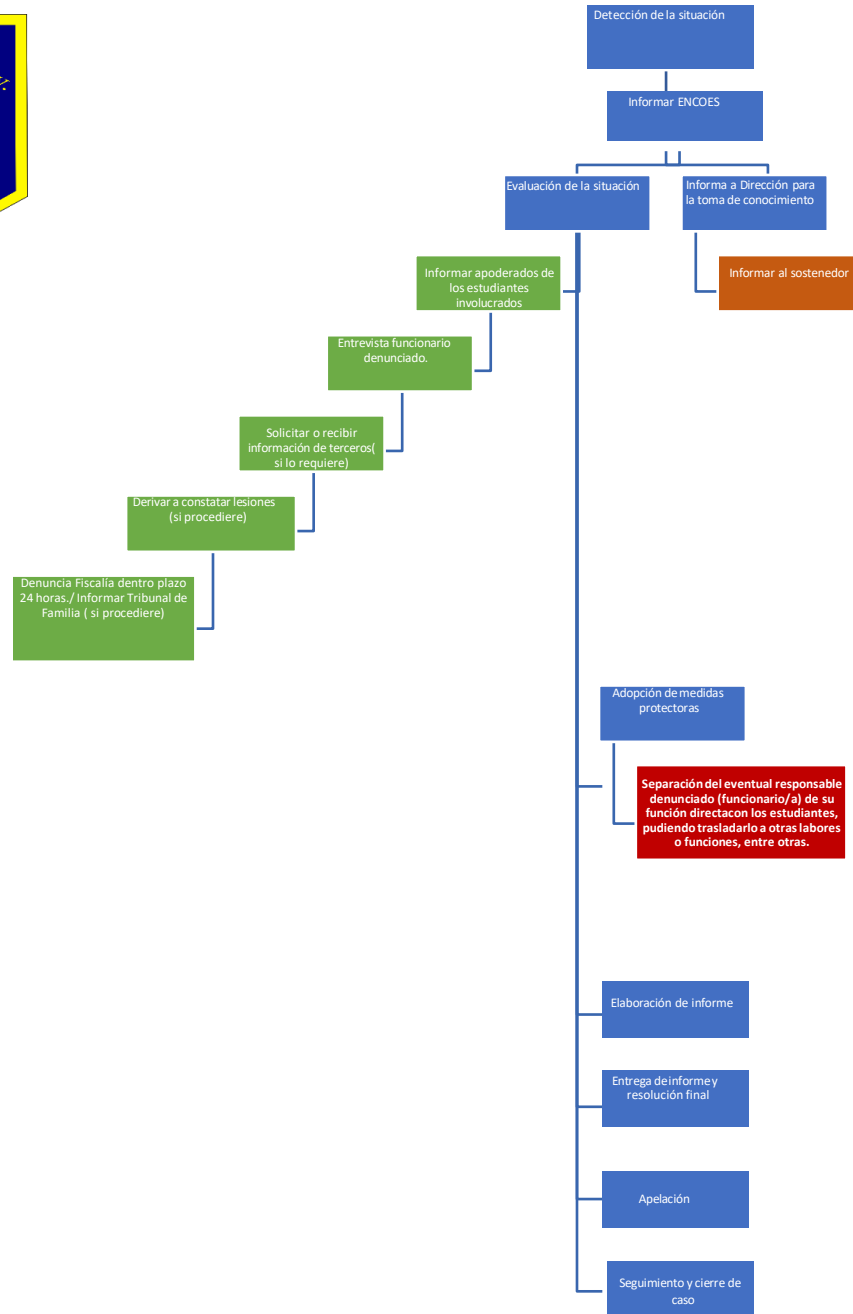 Detección de la situación
Informar ENCOES
Evaluación de la situación
Informa a Dirección para
la toma de conocimiento
Informar apoderados de
los estudiantes
involucrados
Informar al sostenedor
Entrevista funcionario
denunciado.
Solicitar o recibir
información de terceros(
si lo requiere)
Derivar a constatar lesiones
(si procediere)
Denuncia Fiscalía dentro plazo
24 horas./ Informar Tribunal de
Familia ( si procediere)
Adopción de medidas
protectoras
Separación del eventual responsable
denunciado (funcionario/a) de su
función directacon los estudiantes,
pudiendo trasladarlo a otras labores
o funciones, entre otras.
Elaboración de informe
Entrega de informe y
resolución final
Apelación
Seguimiento y cierre de
caso